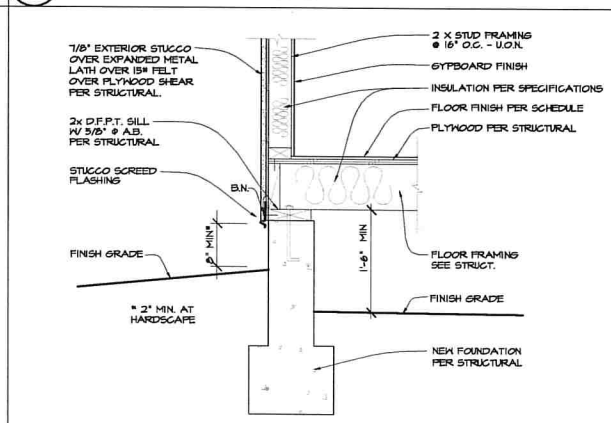 7/8" EXTERIOR STUCCO
OVER EXPANDED METAL
LATH OVER 15# FELT
OVER PLYWOOD SHEAR
PER STRUCTURAL.
2x D.F.P.T. SILL
W/ 5/8" Ø A.B.
PER STRUCTURAL
STUCCO SCREED
FLASHING
B.N.
8" MIN*
FINISH GRADE
* 2" MIN. AT
HARDSCAPE
2 X STUD FRAMING
@ 16" O.C. - U.O.N.
GYPBOARD FINISH
INSULATION PER SPECIFICATIONS
FLOOR FINISH PER SCHEDULE
PLYWOOD PER STRUCTURAL
1'-6" MIN
FLOOR FRAMING
SEE STRUCT.
FINISH GRADE
NEW FOUNDATION
PER STRUCTURAL